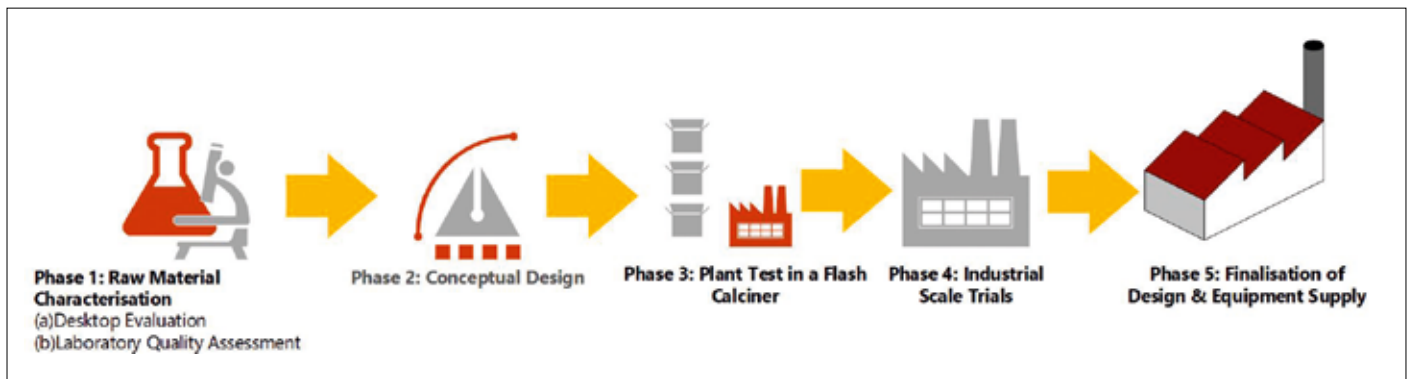 Phase 1: Raw Material
Characterisation
(a)Desktop Evaluation
(b)Laboratory Quality Assessment
Phase 2: Conceptual Design
Phase 3: Plant Test in a Flash
Calciner
Phase 4: Industrial
Scale Trials
Phase 5: Finalisation of
Design & Equipment Supply